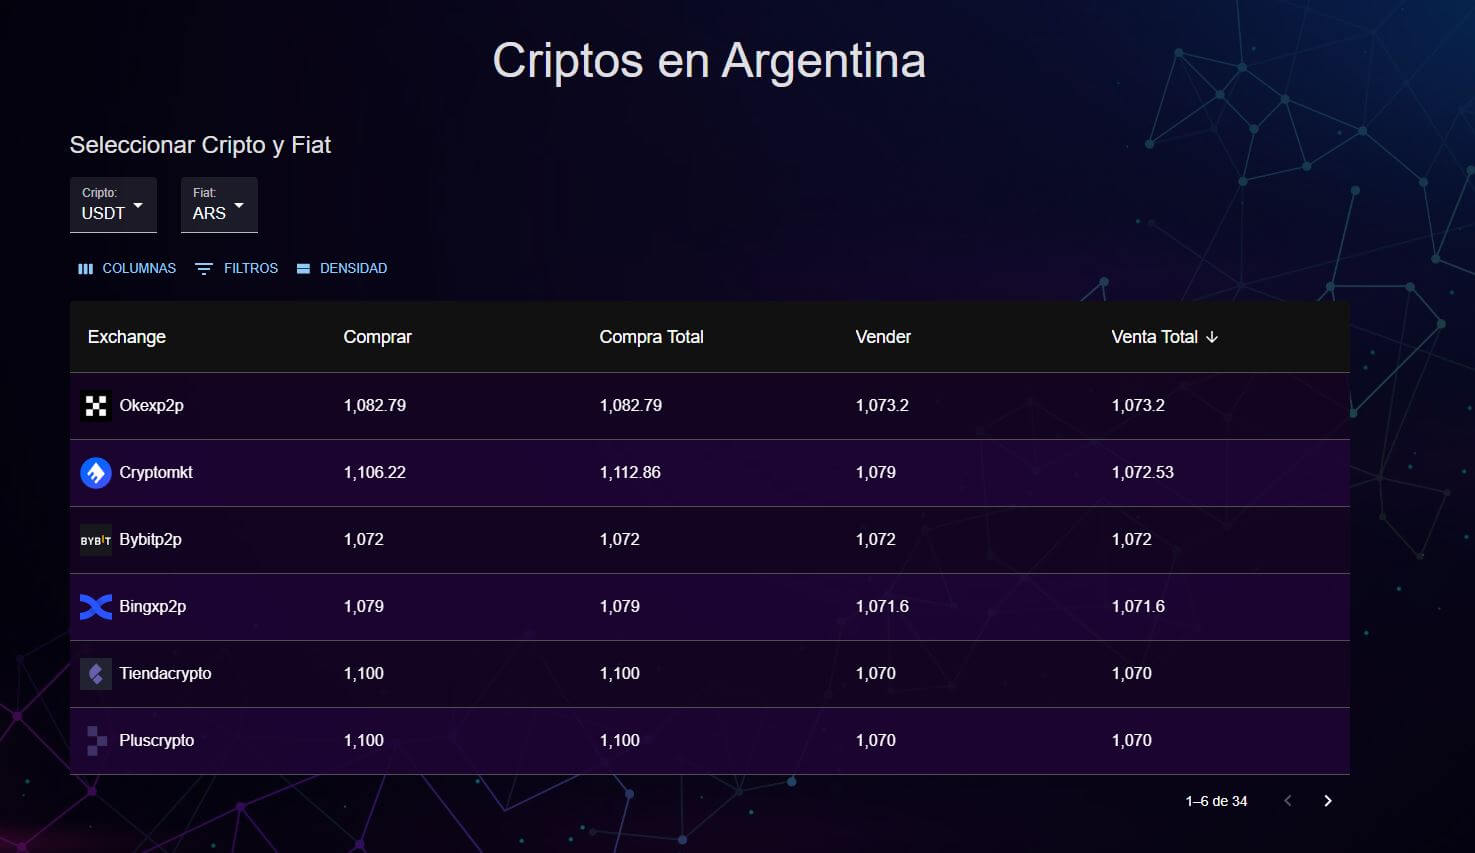 Criptos en Argentina
Seleccionar Cripto y Fiat
Cripto: Fiat:
USDT ARS
COLUMNAS FILTROS DENSIDAD
Exchange Comprar Compra Total Vender Venta Total ↓
Okexp2p 1,082.79 1,082.79 1,073.2 1,073.2
Cryptomkt 1,106.22 1,112.86 1,079 1,072.53
BYBIT Bybitp2p 1,072 1,072 1,072 1,072
Bingxp2p 1,079 1,079 1,071.6 1,071.6
Tiendacrypto 1,100 1,100 1,070 1,070
Pluscrypto 1,100 1,100 1,070 1,070
1–6 de 34